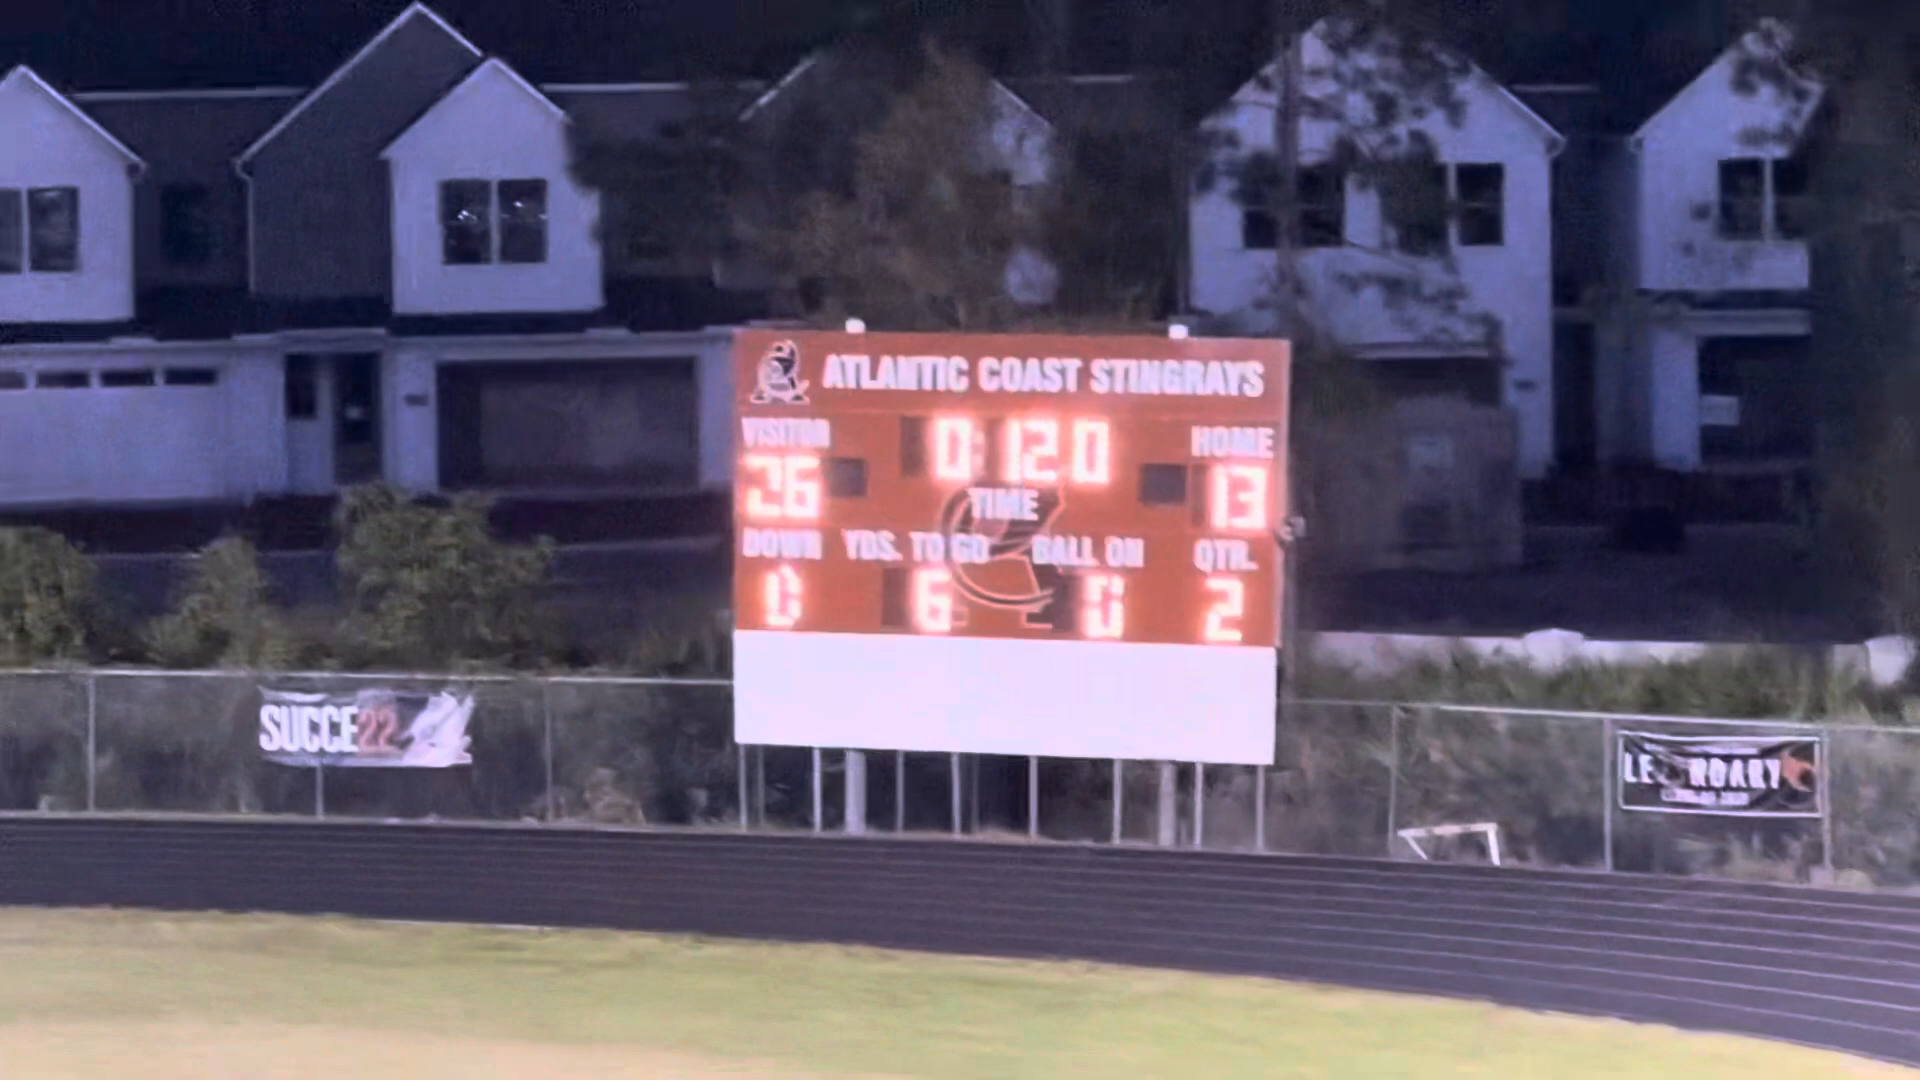 ATLANTIC COAST STINGRAYS
VISITOR 0:12.0 HOME
26 TIME 13
DOWN YDS. TO GO BALL ON QTR.
0 6 0 2
SUCCE22
LEGENDARY